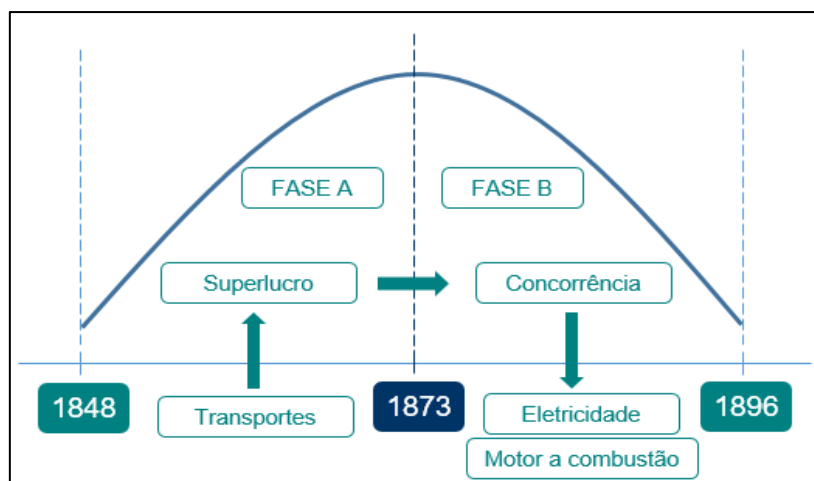 FASE A
FASE B
Superlucro
Concorrência
1848
Transportes
1873
Eletricidade
1896
Motor a combustão